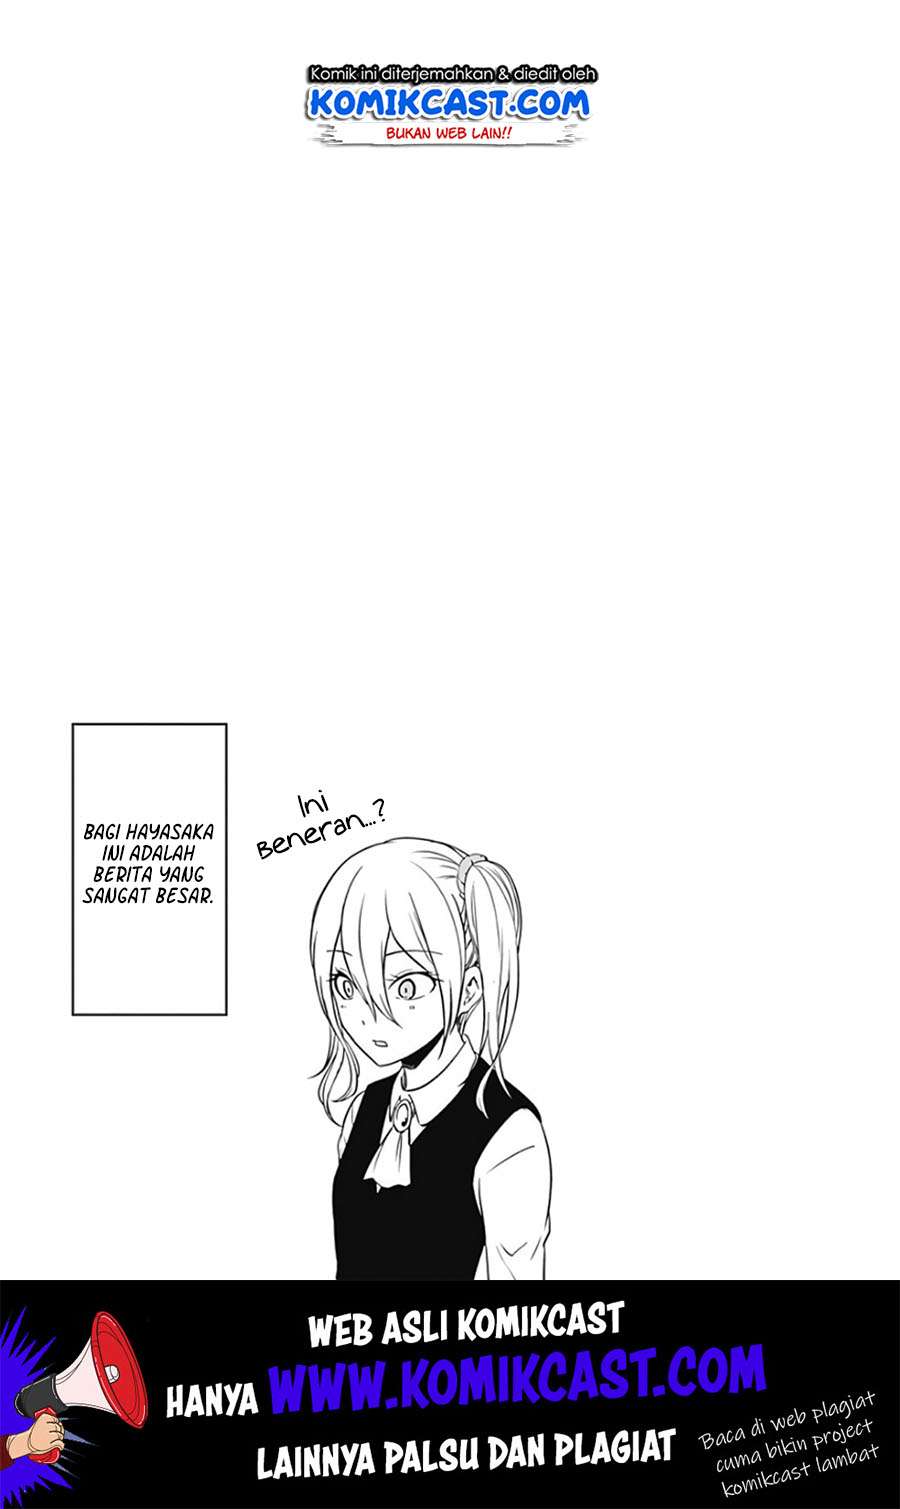 Komik ini diterjemahkan & diedit oleh
KOMIKCAST.COM
BUKAN WEB LAIN!!
BAGI HAYASAKA
INI ADALAH
BERITA YANG
SANGAT BESAR.
Ini
Beneran...?
WEB ASLI KOMIKCAST
HANYA WWW.KOMIKCAST.COM
LAINNYA PALSU DAN PLAGIAT
Baca di web plagiat
cuma bikin project
komikcast lambat